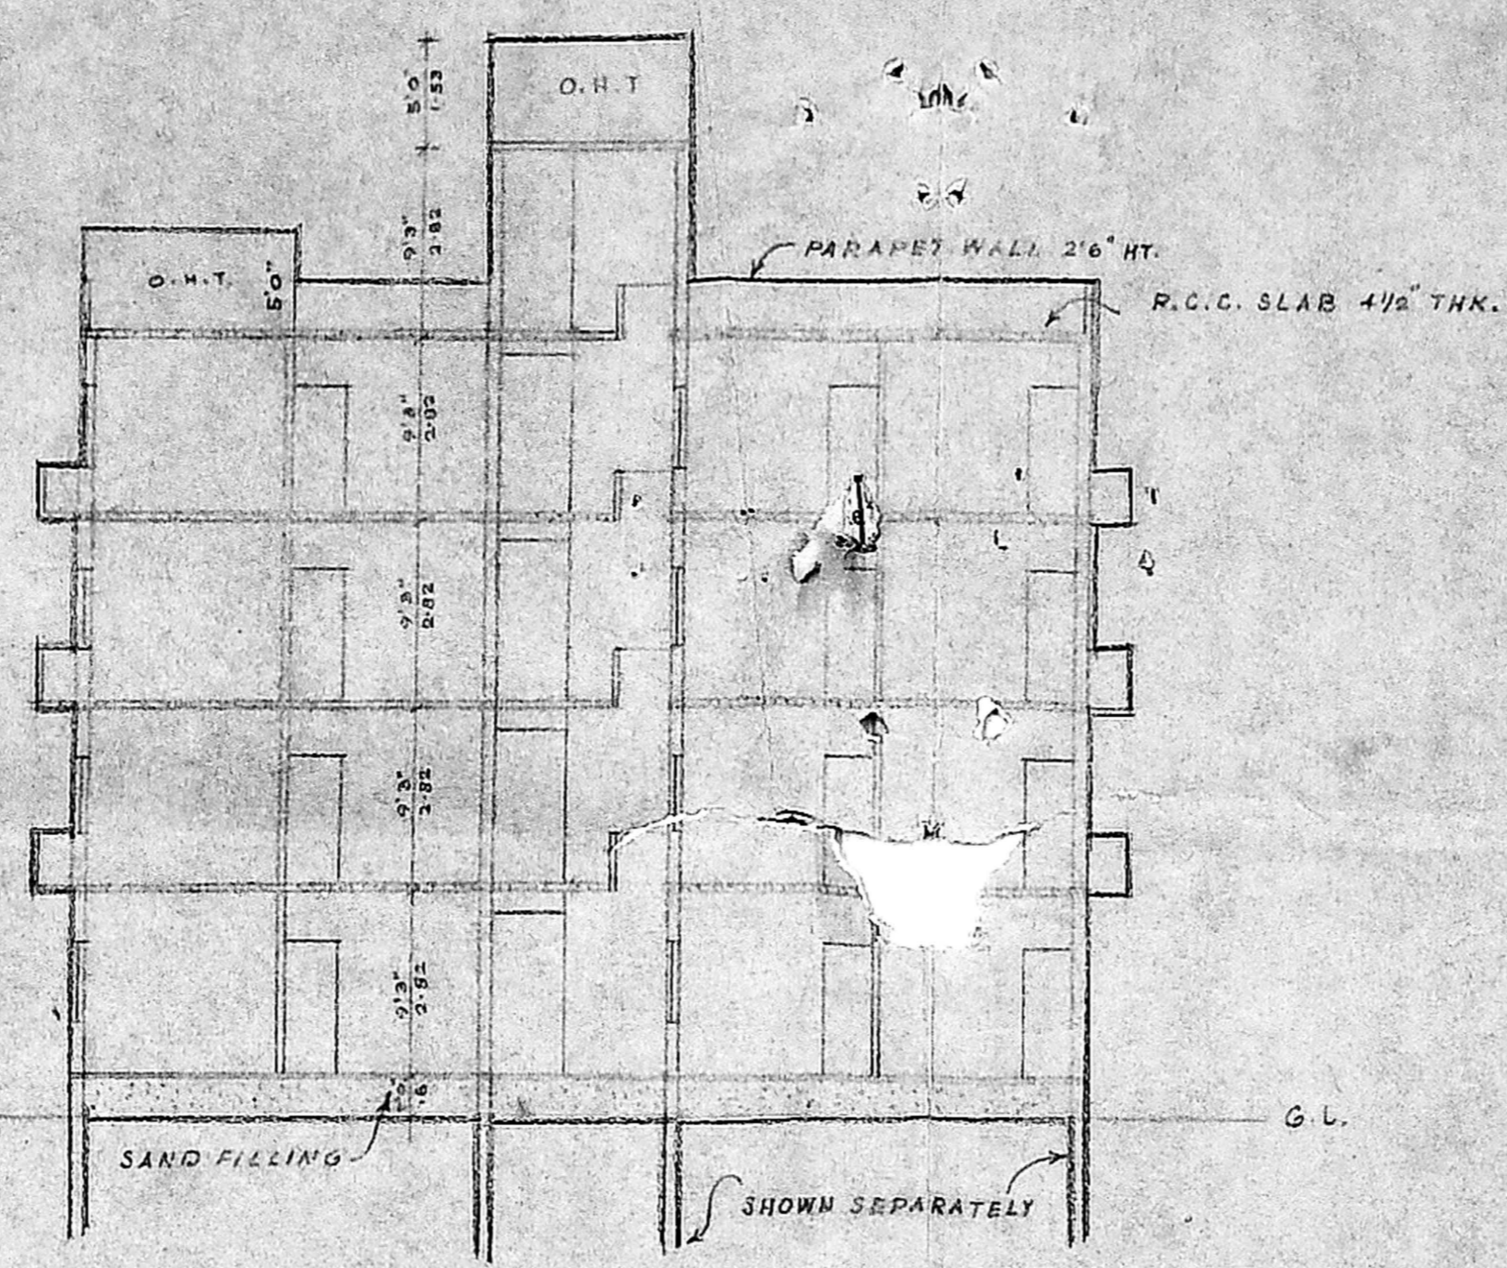 O.H.T
5'0"
1.53
9'3"
2.82
PARAPET WALL 2'6" HT.
O.H.T.
5'0"
R.C.C. SLAB 4½" THK.
9'3"
2.82
9'3"
2.82
9'3"
2.82
9'3"
2.82
.6
G.L.
SAND FILLING
SHOWN SEPARATELY